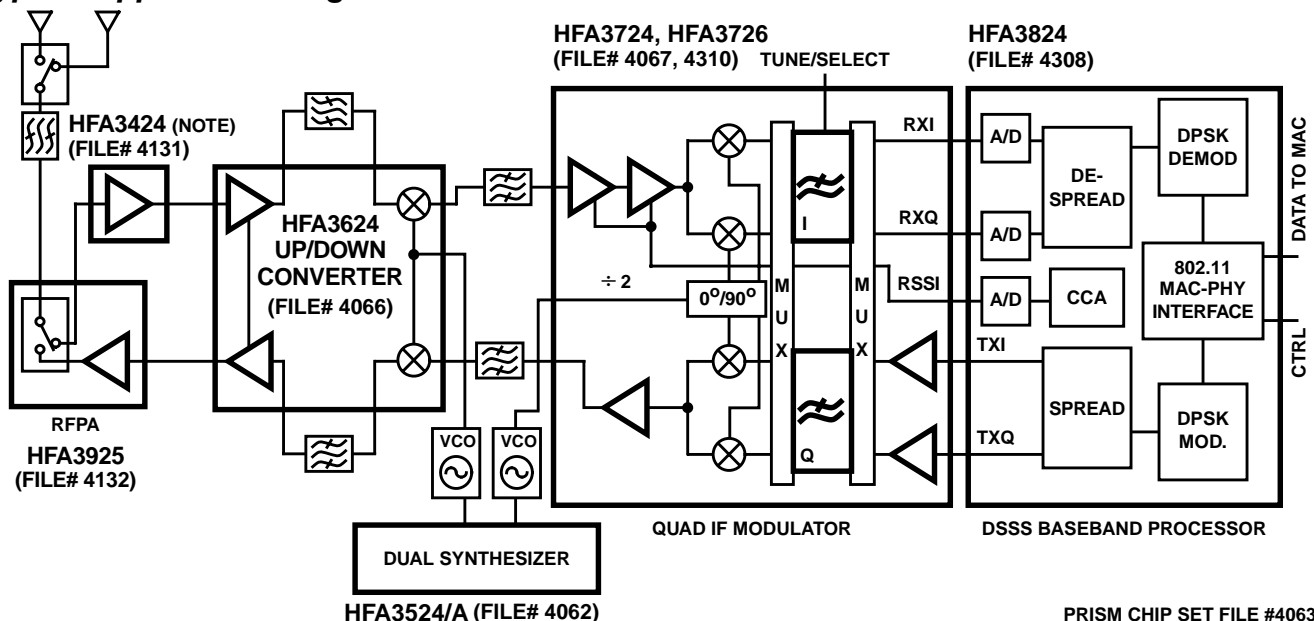 HFA3424 (NOTE)
(FILE# 4131)
HFA3624
UP/DOWN
CONVERTER
(FILE# 4066)
RFPA
HFA3925
(FILE# 4132)
VCO
VCO
DUAL SYNTHESIZER
HFA3524/A (FILE# 4062)
HFA3724, HFA3726
(FILE# 4067, 4310)
TUNE/SELECT
÷ 2
0°/90°
I
Q
MUX
MUX
RXI
RXQ
RSSI
TXI
TXQ
QUAD IF MODULATOR
HFA3824
(FILE# 4308)
A/D
A/D
A/D
DE-
SPREAD
CCA
SPREAD
DPSK
DEMOD
802.11
MAC-PHY
INTERFACE
DPSK
MOD.
DATA TO MAC
CTRL
DSSS BASEBAND PROCESSOR
PRISM CHIP SET FILE #4063